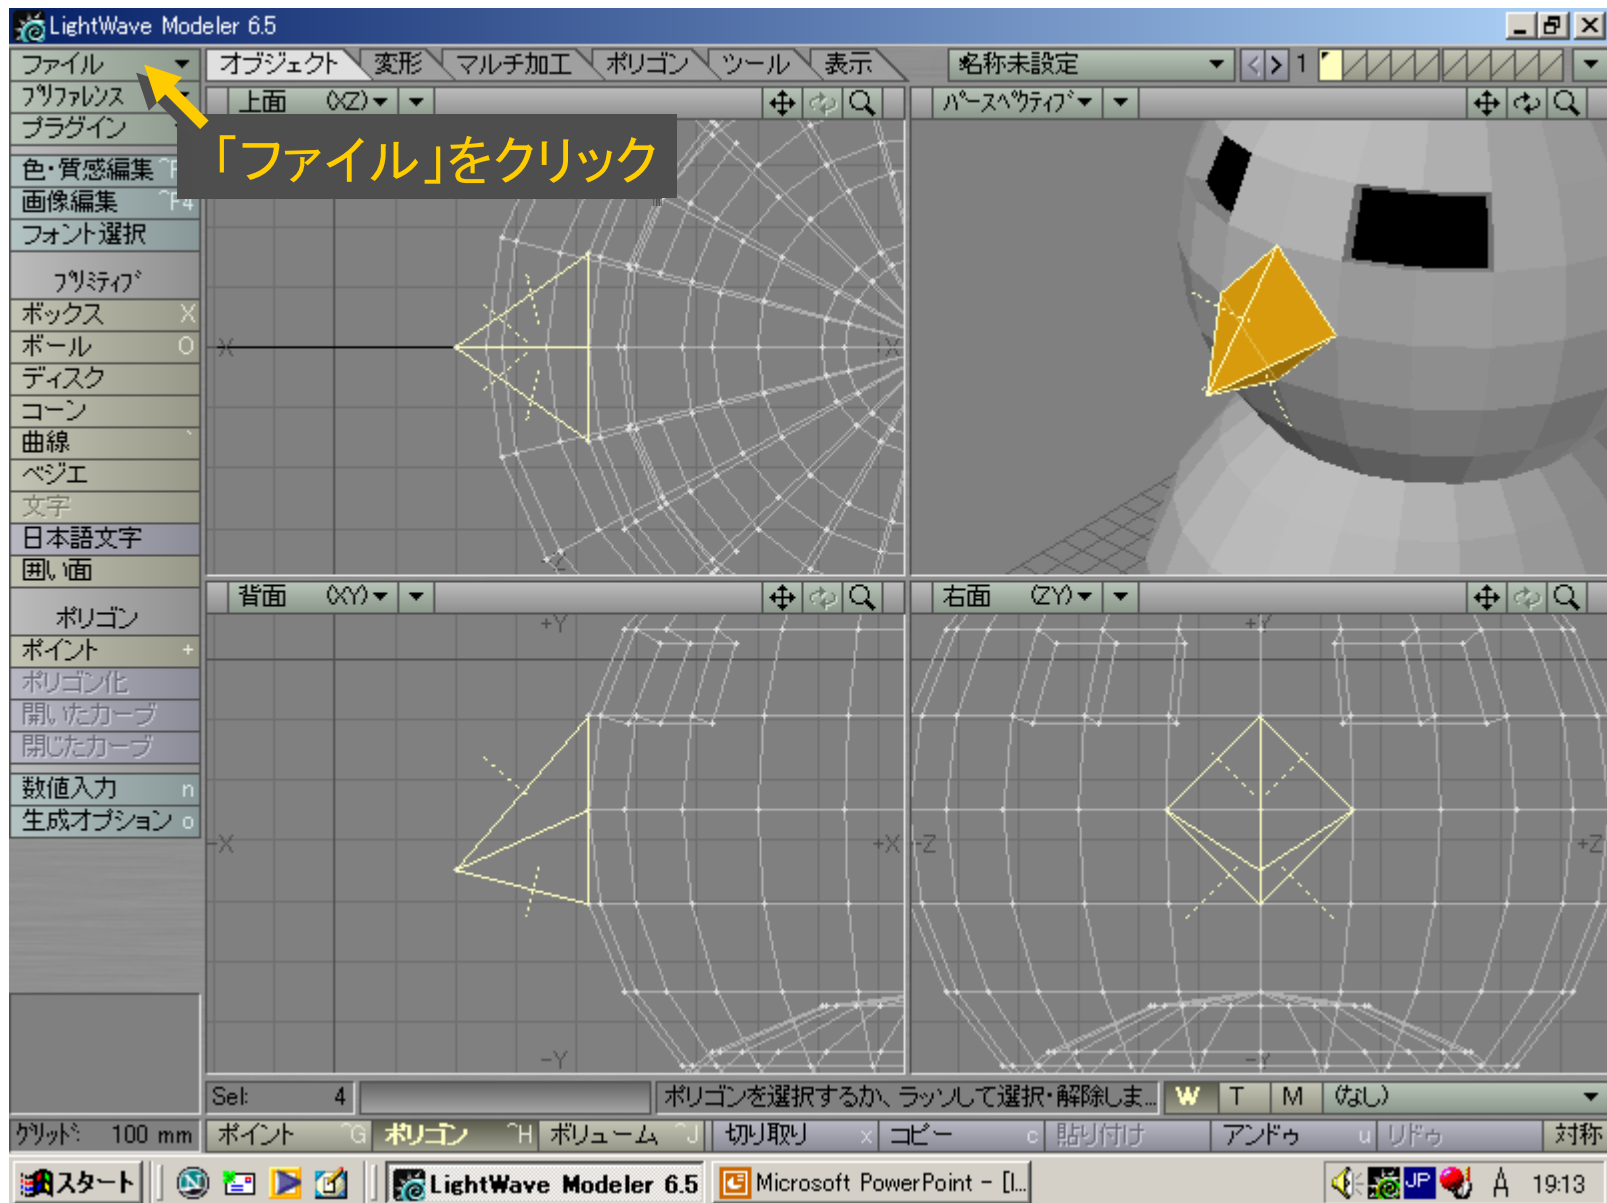 LightWave Modeler 6.5
ファイル
オブジェクト 変形 マルチ加工 ポリゴン ツール 表示
名称未設定
1
プリファレンス
プラグイン
上面 (XZ)
パースペクティブ
「ファイル」をクリック
色・質感編集
画像編集 ^F4
フォント選択
プリミティブ
ボックス X
ボール O
ディスク
コーン
曲線 `
ベジエ
文字
日本語文字
囲い面
ポリゴン
ポイント +
ポリゴン化
開いたカーブ
閉じたカーブ
数値入力 n
生成オプション o
背面 (XY)
右面 (ZY)
+Y
+Y
-X
+X
-Z
+Z
-Y
-Y
Sel: 4
ポリゴンを選択するか、ラッソして選択・解除しま...
W T M (なし)
グリッド: 100 mm
ポイント ^G ポリゴン ^H ボリューム ^J
切り取り x コピー c 貼り付け
アンドゥ u リドゥ 対称
スタート
LightWave Modeler 6.5
Microsoft PowerPoint - [l...
JP
A 19:13